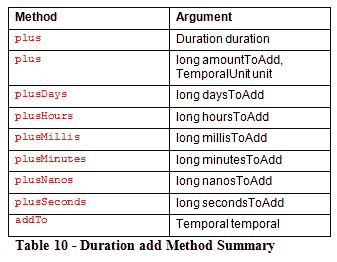 Method Argument
plus Duration duration
plus long amountToAdd,
TemporalUnit unit
plusDays long daysToAdd
plusHours long hoursToAdd
plusMillis long millisToAdd
plusMinutes long minutesToAdd
plusNanos long nanosToAdd
plusSeconds long secondsToAdd
addTo Temporal temporal
Table 10 - Duration add Method Summary